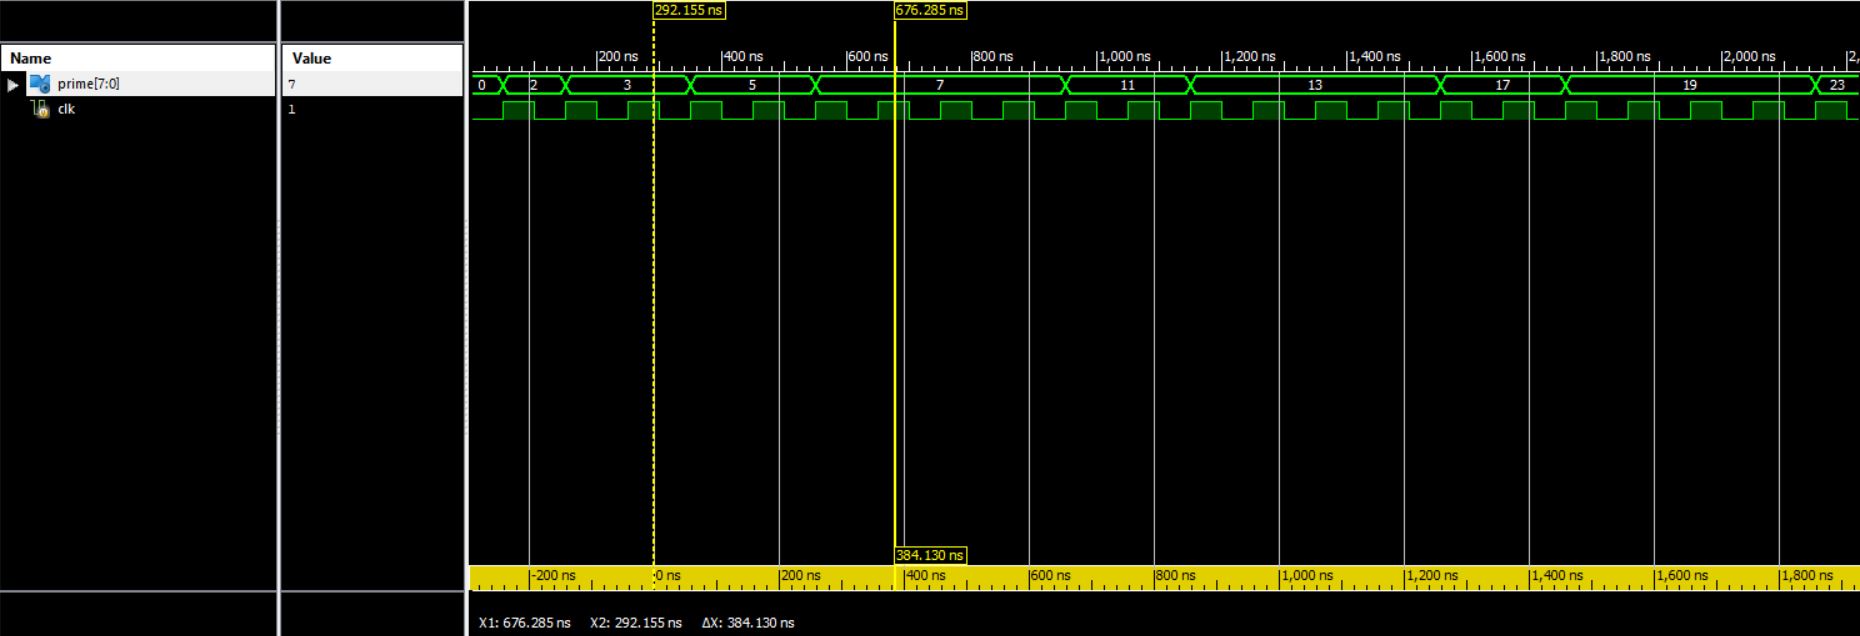 292.155 ns 676.285 ns
Name Value
200 ns 400 ns 600 ns 800 ns 1,000 ns 1,200 ns 1,400 ns 1,600 ns 1,800 ns 2,000 ns 2,
prime[7:0] 7 0 2 3 5 7 11 13 17 19 23
clk 1
384.130 ns
-200 ns 0 ns 200 ns 400 ns 600 ns 800 ns 1,000 ns 1,200 ns 1,400 ns 1,600 ns 1,800 ns
X1: 676.285 ns X2: 292.155 ns ΔX: 384.130 ns